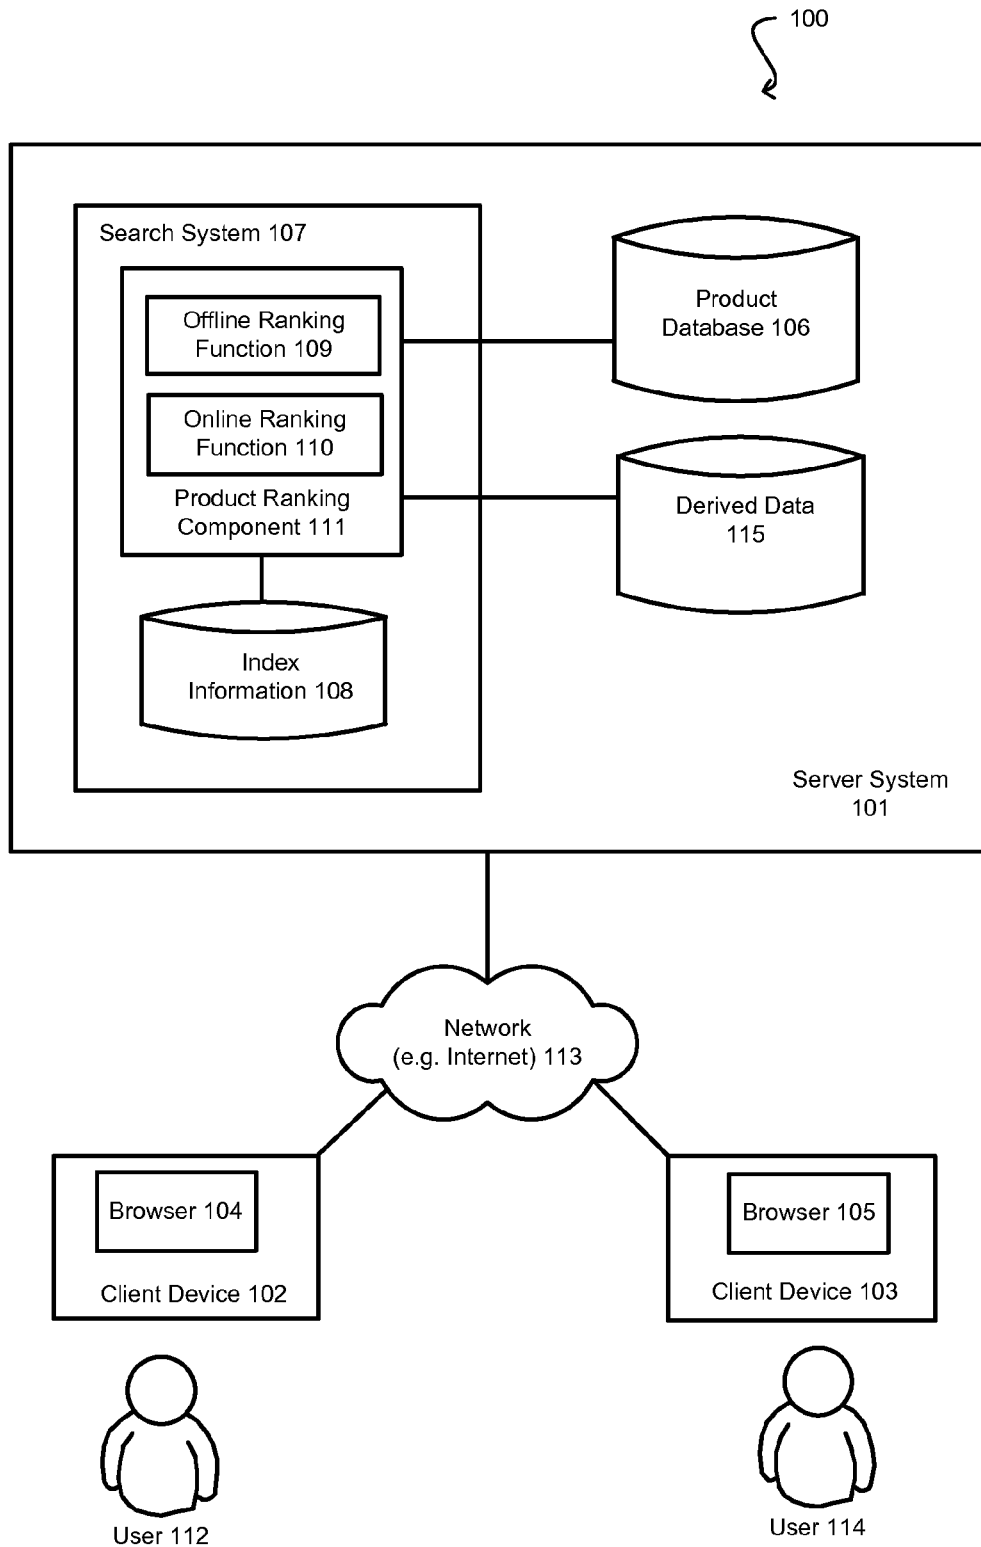 100
Search System 107
Offline Ranking
Function 109
Online Ranking
Function 110
Product Ranking
Component 111
Index
Information 108
Product
Database 106
Derived Data
115
Server System
101
Network
(e.g. Internet) 113
Browser 104
Client Device 102
Browser 105
Client Device 103
User 112
User 114